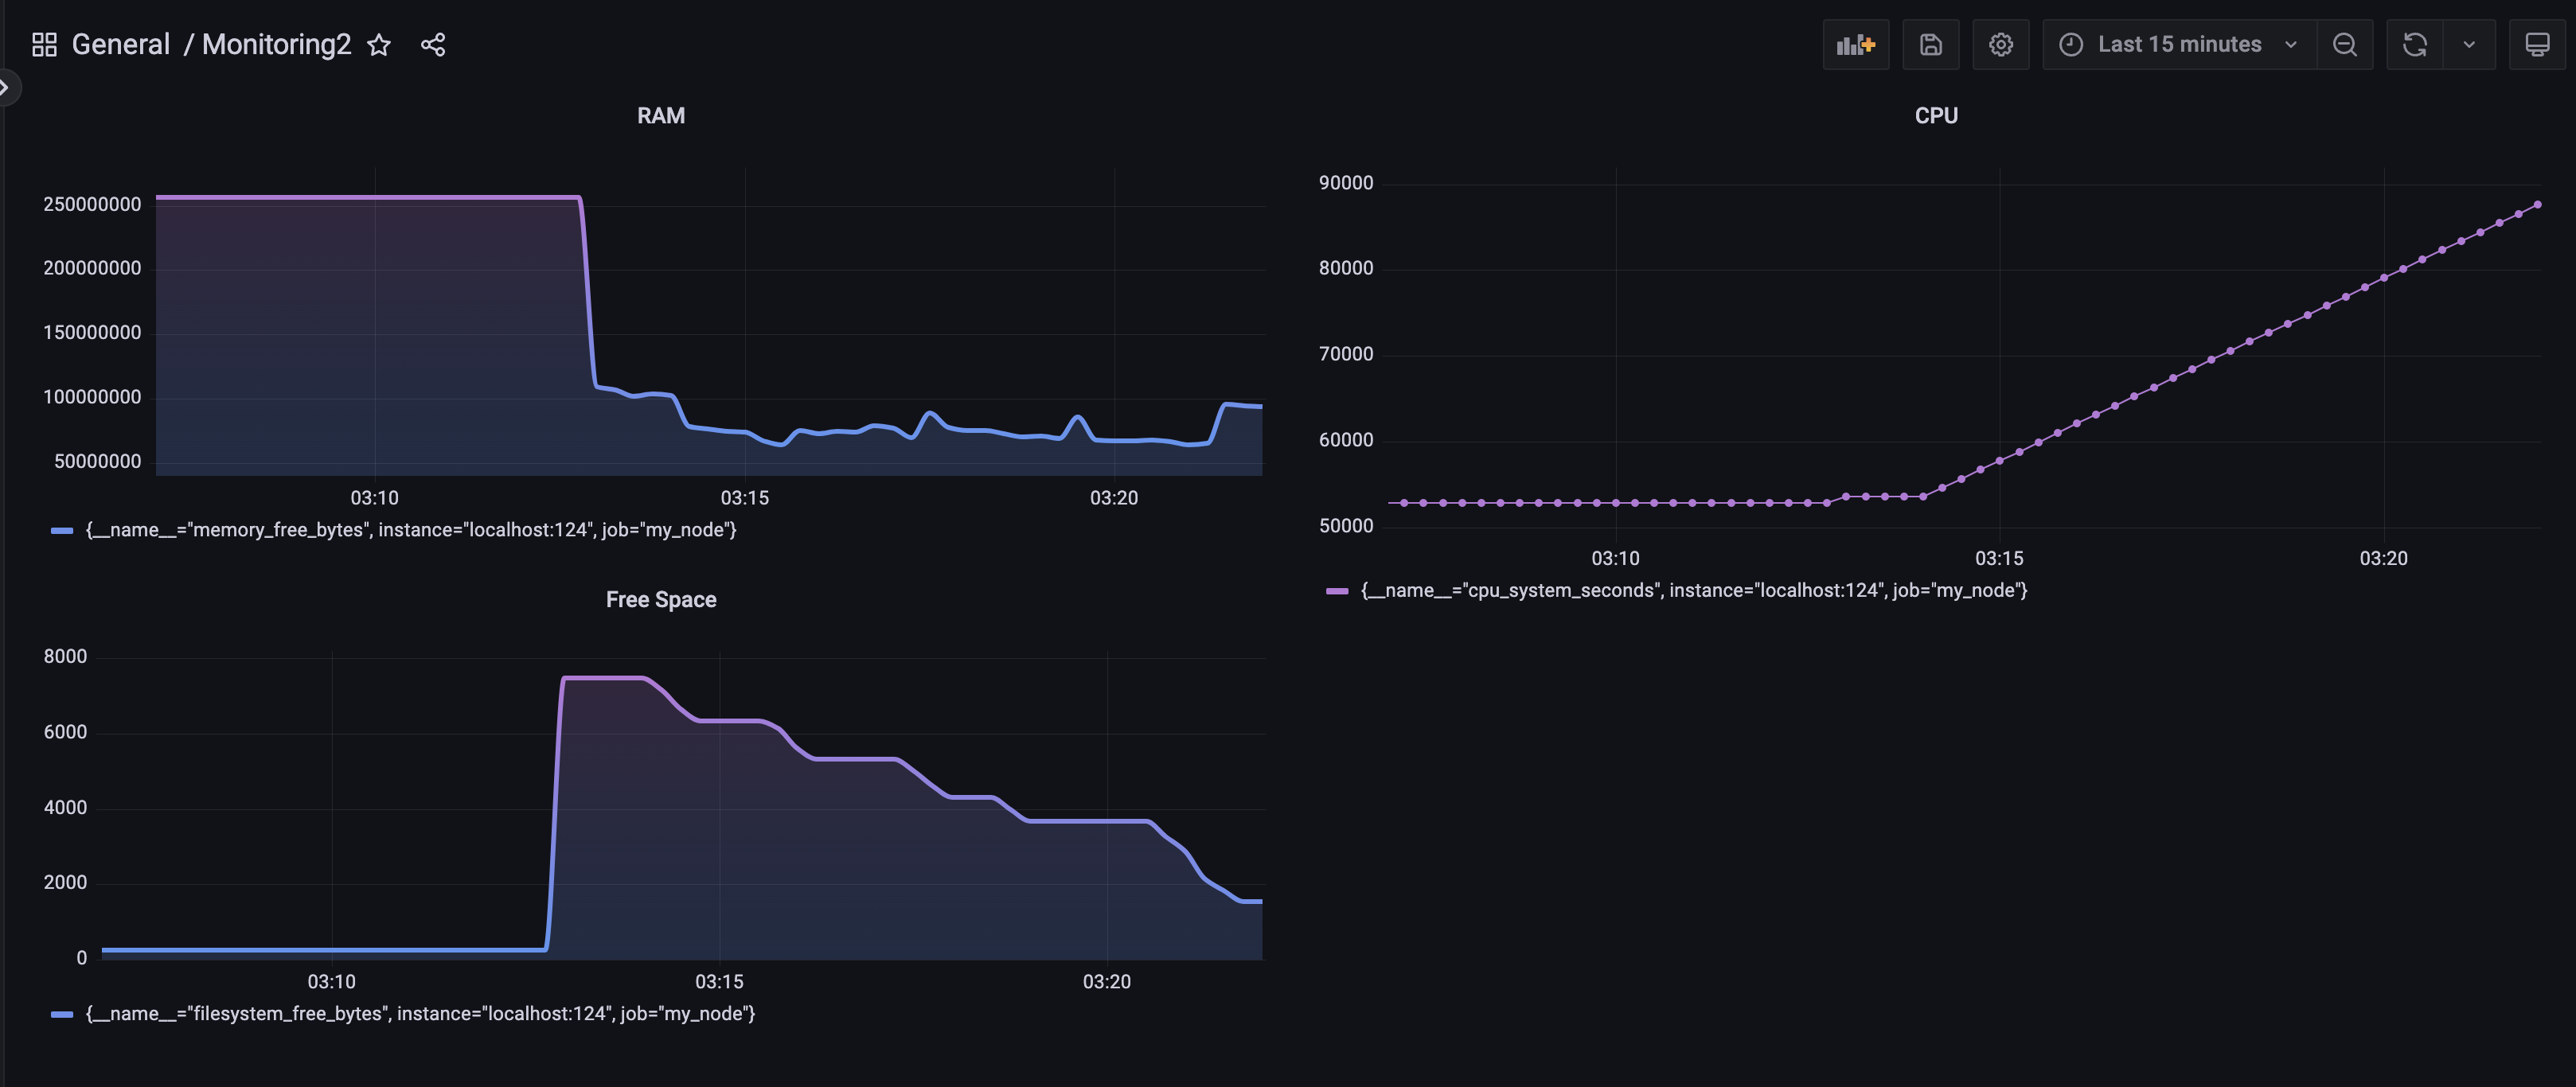 General / Monitoring2
Last 15 minutes
RAM
250000000
200000000
150000000
100000000
50000000
03:10 03:15 03:20
{__name__="memory_free_bytes", instance="localhost:124", job="my_node"}
CPU
90000
80000
70000
60000
50000
03:10 03:15 03:20
{__name__="cpu_system_seconds", instance="localhost:124", job="my_node"}
Free Space
8000
6000
4000
2000
0
03:10 03:15 03:20
{__name__="filesystem_free_bytes", instance="localhost:124", job="my_node"}